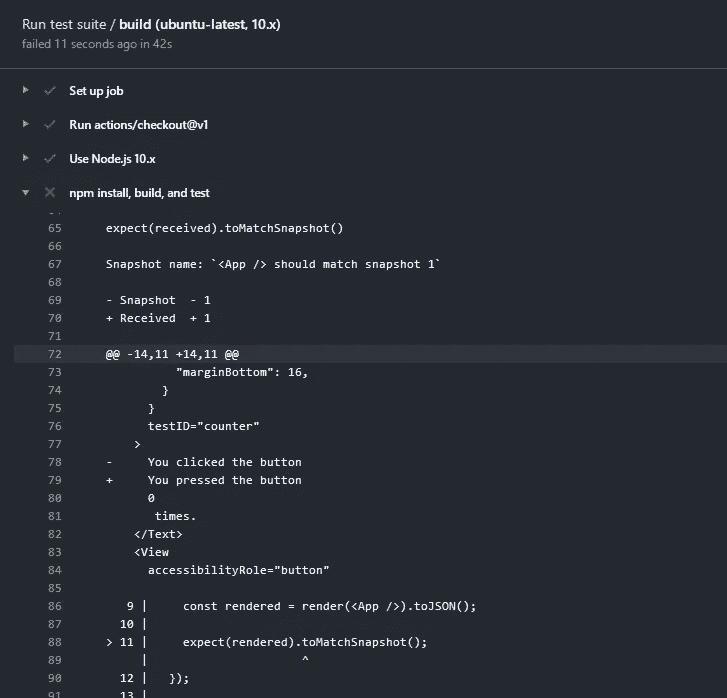 Run test suite / build (ubuntu-latest, 10.x)
failed 11 seconds ago in 42s
Set up job
Run actions/checkout@v1
Use Node.js 10.x
npm install, build, and test
65 expect(received).toMatchSnapshot()
66
67 Snapshot name: `<App /> should match snapshot 1`
68
69 - Snapshot - 1
70 + Received + 1
71
72 @@ -14,11 +14,11 @@
73 "marginBottom": 16,
74 }
75 }
76 testID="counter"
77 >
78 - You clicked the button
79 + You pressed the button
80 0
81 times.
82 </Text>
83 <View
84 accessibilityRole="button"
85
86 9 | const rendered = render(<App />).toJSON();
87 10 |
88 > 11 | expect(rendered).toMatchSnapshot();
89 | ^
90 12 | });
91 13 |